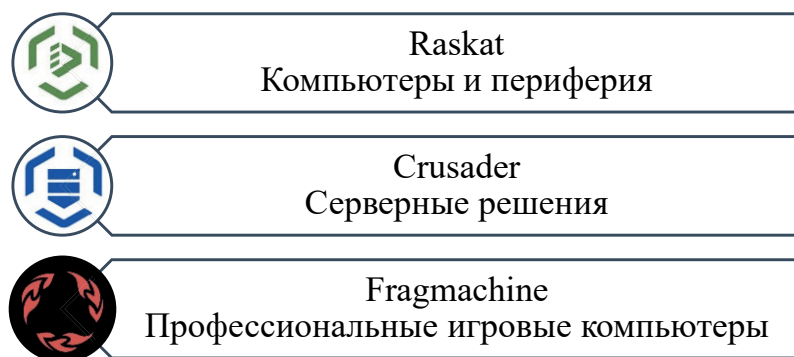 Raskat
Компьютеры и периферия
Crusader
Серверные решения
Fragmachine
Профессиональные игровые компьютеры